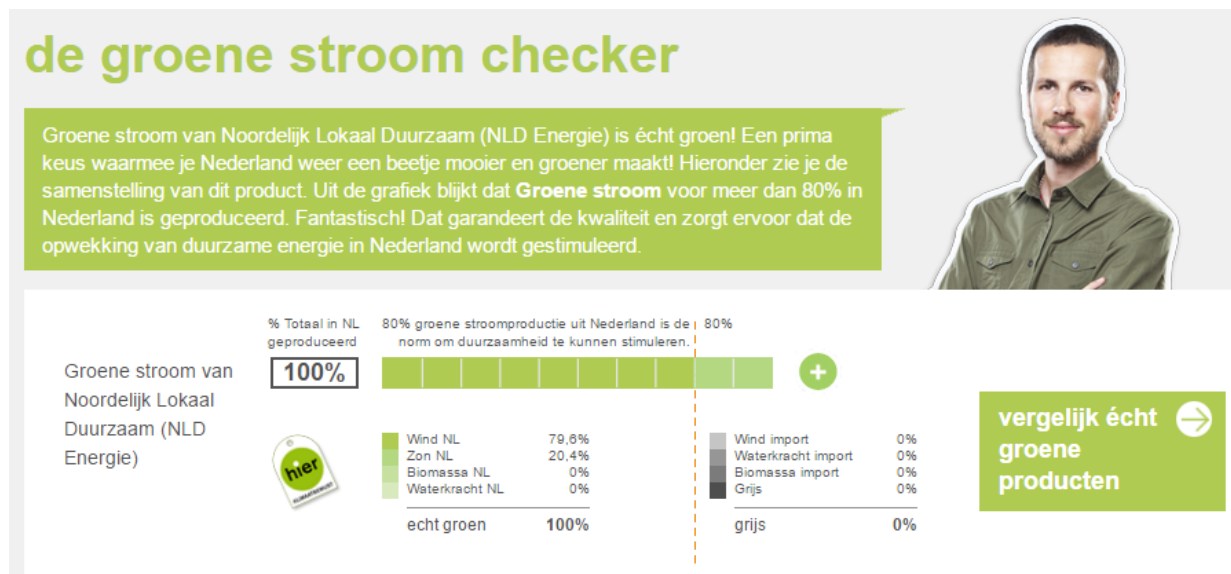 de groene stroom checker
Groene stroom van Noordelijk Lokaal Duurzaam (NLD Energie) is écht groen! Een prima
keus waarmee je Nederland weer een beetje mooier en groener maakt! Hieronder zie je de
samenstelling van dit product. Uit de grafiek blijkt dat Groene stroom voor meer dan 80% in
Nederland is geproduceerd. Fantastisch! Dat garandeert de kwaliteit en zorgt ervoor dat de
opwekking van duurzame energie in Nederland wordt gestimuleerd.
% Totaal in NL
geproduceerd
80% groene stroomproductie uit Nederland is de
norm om duurzaamheid te kunnen stimuleren.
80%
Groene stroom van
Noordelijk Lokaal
Duurzaam (NLD
Energie)
100%
+
hier
KLIMAATBEWUST
Wind NL 79,6%
Zon NL 20,4%
Biomassa NL 0%
Waterkracht NL 0%
echt groen 100%
Wind import 0%
Waterkracht import 0%
Biomassa import 0%
Grijs 0%
grijs 0%
vergelijk écht
groene
producten